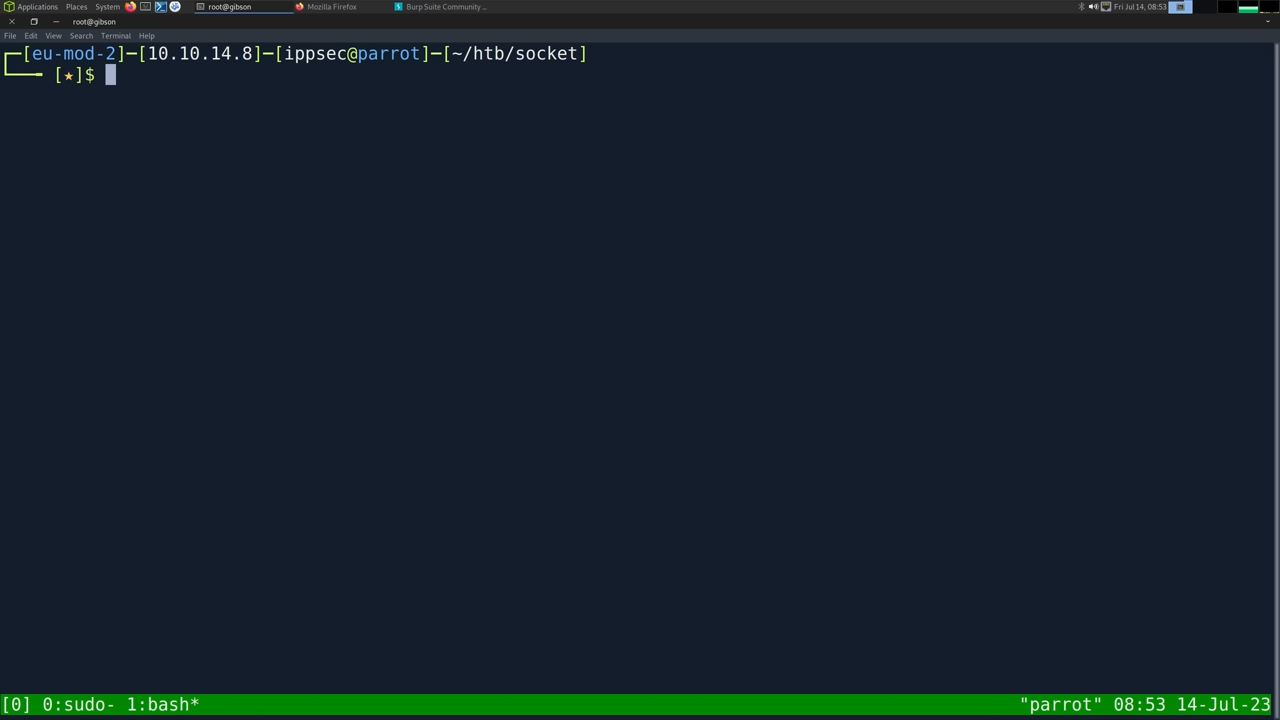 Applications Places System root@gibson Mozilla Firefox Burp Suite Community ... Fri Jul 14, 08:53
root@gibson
File Edit View Search Terminal Help
┌─[eu-mod-2]─[10.10.14.8]─[ippsec@parrot]─[~/htb/socket]
└──╼ [★]$
[0] 0:sudo- 1:bash* "parrot" 08:53 14-Jul-23